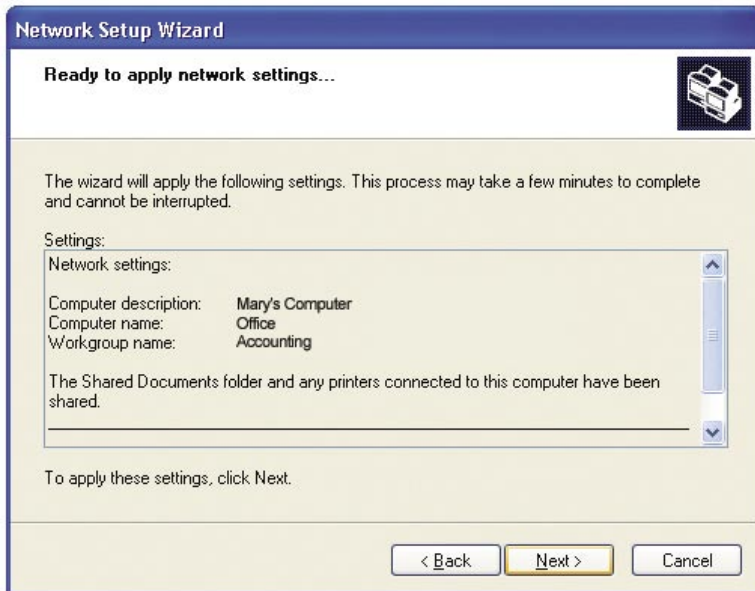 Network Setup Wizard
Ready to apply network settings...
The wizard will apply the following settings. This process may take a few minutes to complete
and cannot be interrupted.
Settings:
Network settings:
Computer description: Mary's Computer
Computer name: Office
Workgroup name: Accounting
The Shared Documents folder and any printers connected to this computer have been
shared.
To apply these settings, click Next.
< Back Next > Cancel